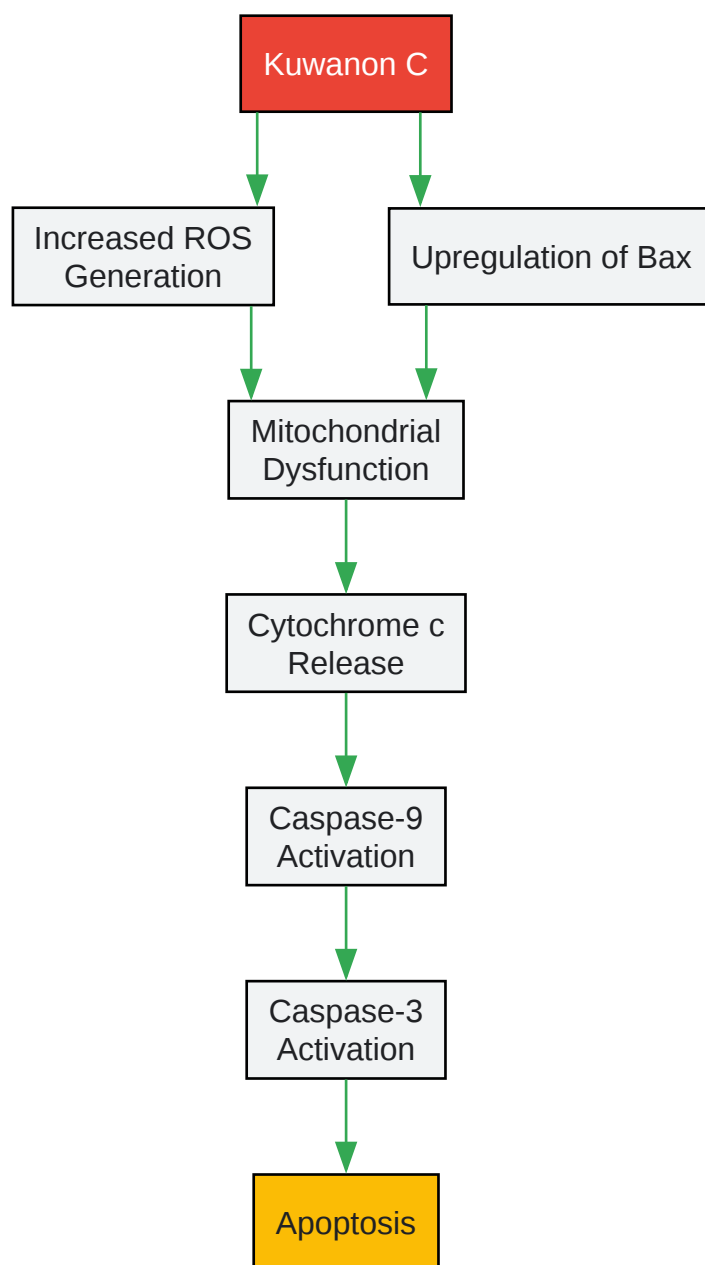 Kuwanon C
Increased ROS
Generation
Upregulation of Bax
Mitochondrial
Dysfunction
Cytochrome c
Release
Caspase-9
Activation
Caspase-3
Activation
Apoptosis